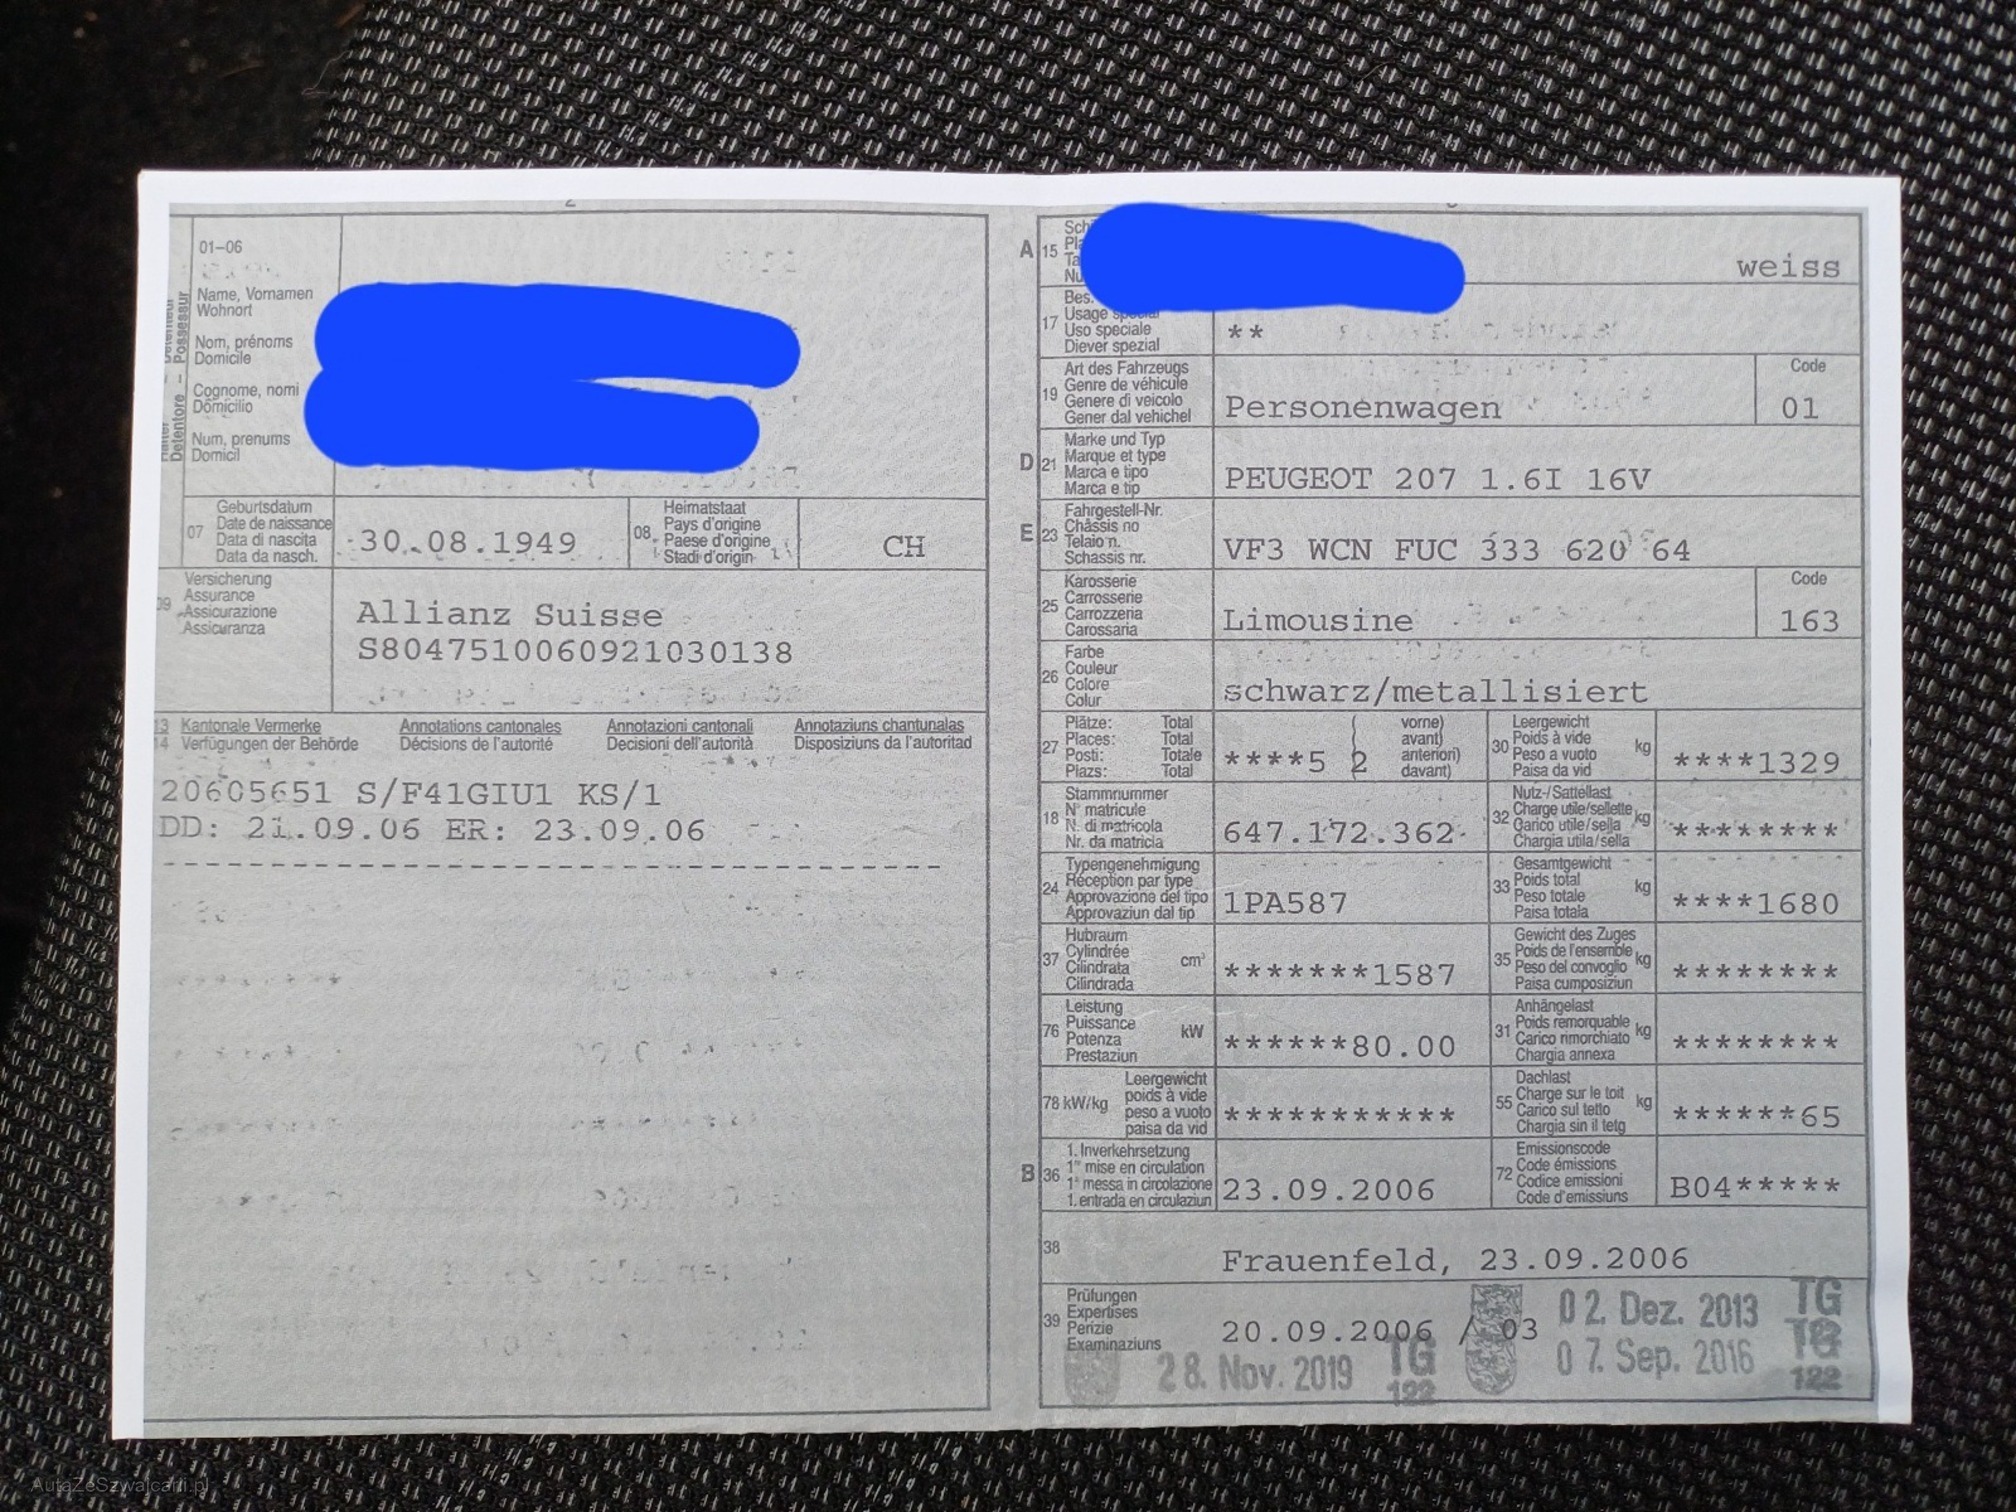 01–06
Name, Vornamen
Wohnort
Nom, prénoms
Domicile
Cognome, nomi
Domicilio
Num, prenums
Domicil
Detentore – Possessur
07
Geburtsdatum
Date de naissance
Data di nascita
Data da nasch.
30.08.1949
08
Heimatstaat
Pays d'origine
Paese d'origine
Stadi d'origin
CH
09
Versicherung
Assurance
Assicurazione
Assicuranza
Allianz Suisse
S8047510060921030138
13 Kantonale Vermerke Annotations cantonales Annotazioni cantonali Annotaziuns chantunalas
14 Verfügungen der Behörde Décisions de l'autorité Decisioni dell'autorità Disposiziuns da l'autoritad
20605651 S/F41GIU1 KS/1
DD: 21.09.06 ER: 23.09.06
A 15
weiss
17
Bes.
Usage
Uso speciale
Diever spezial
**
19
Art des Fahrzeugs
Genre de véhicule
Genere di veicolo
Gener dal vehichel
Personenwagen
Code
01
D 21
Marke und Typ
Marque et type
Marca e tipo
Marca e tip
PEUGEOT 207 1.6I 16V
E 23
Fahrgestell-Nr.
Châssis no
Telaio n.
Schassis nr.
VF3 WCN FUC 333 620 64
25
Karosserie
Carrosserie
Carrozzeria
Carossaria
Limousine
Code
163
26
Farbe
Couleur
Colore
Colur
schwarz/metallisiert
27
Plätze: Total
Places: Total
Posti: Totale
Plazs: Total
****5 2
( vorne)
avant)
anteriori)
( davant)
30
Leergewicht
Poids à vide
Peso a vuoto
Paisa da vid
kg
****1329
18
Stammnummer
N° matricule
N. di matricola
Nr. da matricla
647.172.362
32
Nutz-/Sattellast
Charge utile/sellette
Carico utile/sella
Chargia utila/sella
kg
********
24
Typengenehmigung
Réception par type
Approvazione del tipo
Approvaziun dal tip
1PA587
33
Gesamtgewicht
Poids total
Peso totale
Paisa totala
kg
****1680
37
Hubraum
Cylindrée
Cilindrata
Cilindrada
cm³
*******1587
35
Gewicht des Zuges
Poids de l'ensemble
Peso del convoglio
Paisa cumposiziun
kg
********
76
Leistung
Puissance
Potenza
Prestaziun
kW
******80.00
31
Anhängelast
Poids remorquable
Carico rimorchiato
Chargia annexa
kg
********
78 kW/kg
Leergewicht
poids à vide
peso a vuoto
paisa da vid
***********
55
Dachlast
Charge sur le toit
Carico sul tetto
Chargia sin il tetg
kg
******65
B 36
1. Inverkehrsetzung
1re mise en circulation
1a messa in circolazione
1. entrada en circulaziun
23.09.2006
72
Emissionscode
Code émissions
Codice emissioni
Code d'emissiuns
B04*****
38
Frauenfeld, 23.09.2006
39
Prüfungen
Expertises
Perizie
Examinaziuns
20.09.2006 / 03
02. Dez. 2013 TG
28. Nov. 2019 TG
122
07. Sep. 2016 TG
122
AutaZeSzwajcarii.pl